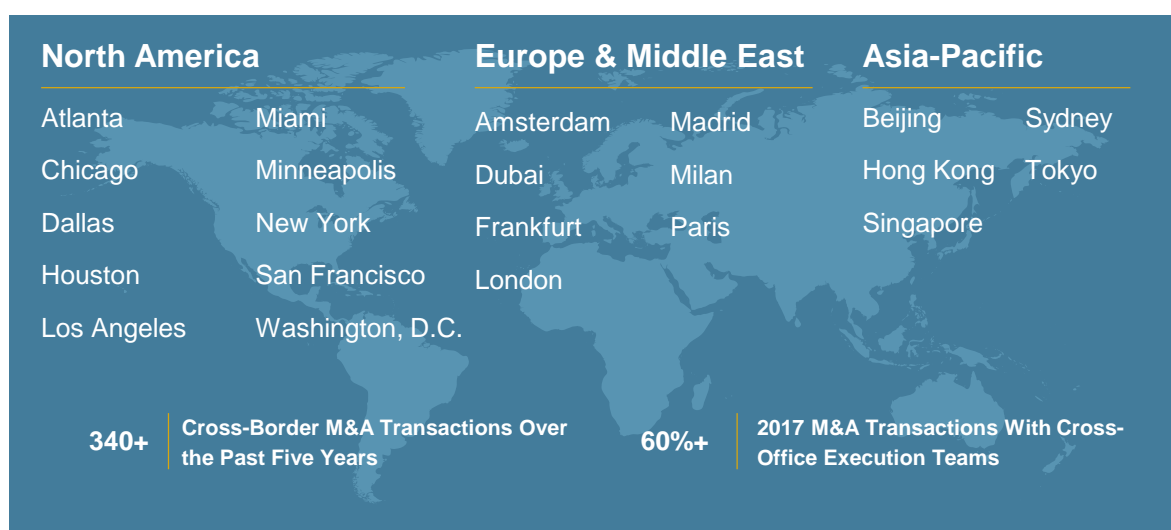 North America
Atlanta
Miami
Chicago
Minneapolis
Dallas
New York
Houston
San Francisco
Los Angeles
Washington, D.C.
Europe & Middle East
Amsterdam
Madrid
Dubai
Milan
Frankfurt
Paris
London
Asia-Pacific
Beijing
Sydney
Hong Kong
Tokyo
Singapore
340+
Cross-Border M&A Transactions Over
the Past Five Years
60%+
2017 M&A Transactions With Cross-
Office Execution Teams